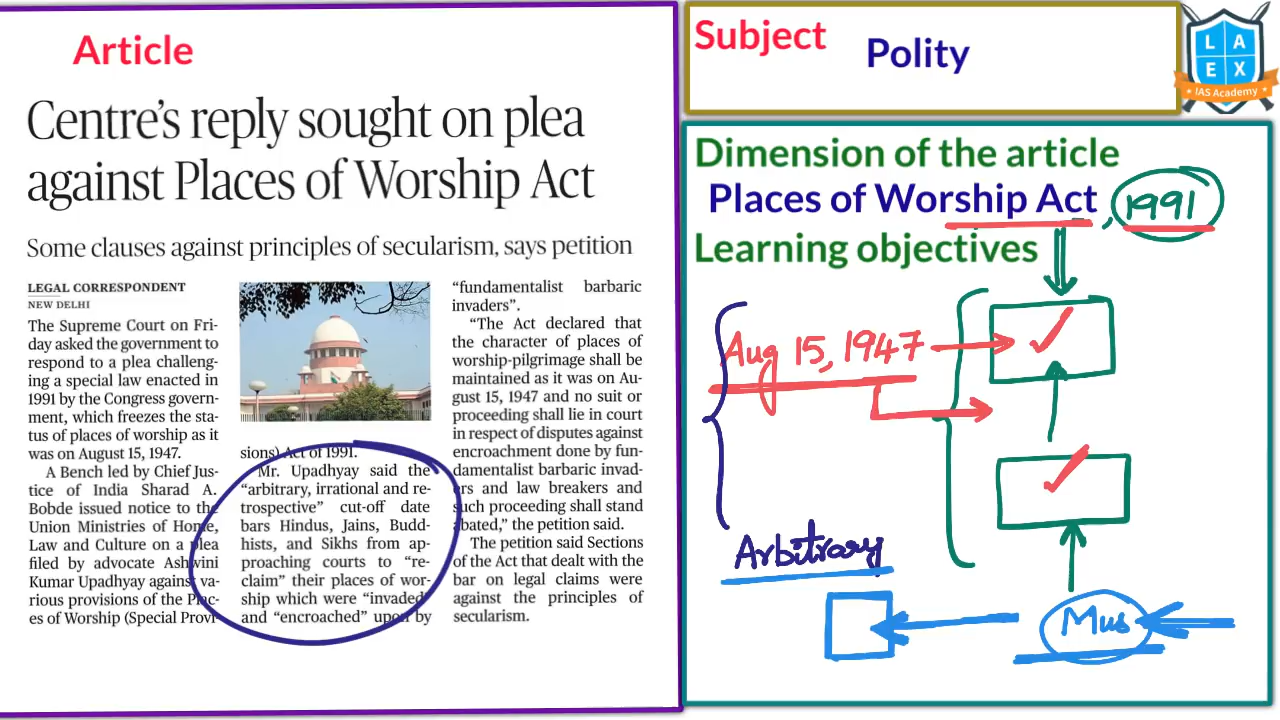 Article
Centre's reply sought on plea
against Places of Worship Act
Some clauses against principles of secularism, says petition
LEGAL CORRESPONDENT
NEW DELHI
The Supreme Court on Fri-
day asked the government to
respond to a plea challeng-
ing a special law enacted in
1991 by the Congress govern-
ment, which freezes the sta-
tus of places of worship as it
was on August 15, 1947.
A Bench led by Chief Jus-
tice of India Sharad A.
Bobde issued notice to the
Union Ministries of Home,
Law and Culture on a plea
filed by advocate Ashwini
Kumar Upadhyay against va-
rious provisions of the Plac-
es of Worship (Special Provi-
sions) Act of 1991.
Mr. Upadhyay said the
"arbitrary, irrational and re-
trospective" cut-off date
bars Hindus, Jains, Budd-
hists, and Sikhs from ap-
proaching courts to "re-
claim" their places of wor-
ship which were "invaded"
and "encroached" upon by
"fundamentalist barbaric
invaders".
"The Act declared that
the character of places of
worship-pilgrimage shall be
maintained as it was on Au-
gust 15, 1947 and no suit or
proceeding shall lie in court
in respect of disputes against
encroachment done by fun-
damentalist barbaric invad-
ers and law breakers and
such proceeding shall stand
abated," the petition said.
The petition said Sections
of the Act that dealt with the
bar on legal claims were
against the principles of
secularism.
Subject
Polity
L A
E X
IAS Academy
Dimension of the article
Places of Worship Act, 1991
Learning objectives
Aug 15, 1947
Arbitrary
Mus